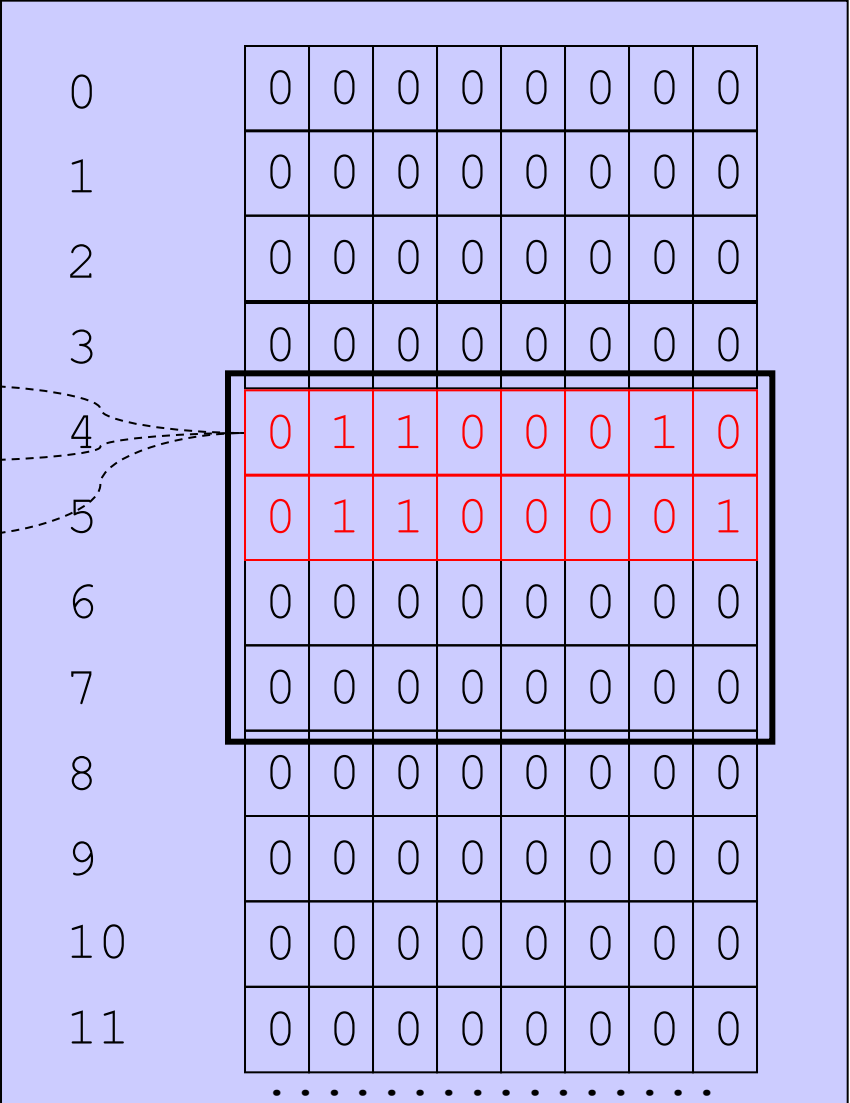 0 0 0 0 0 0 0 0 0
1 0 0 0 0 0 0 0 0
2 0 0 0 0 0 0 0 0
3 0 0 0 0 0 0 0 0
4 0 1 1 0 0 0 1 0
5 0 1 1 0 0 0 0 1
6 0 0 0 0 0 0 0 0
7 0 0 0 0 0 0 0 0
8 0 0 0 0 0 0 0 0
9 0 0 0 0 0 0 0 0
10 0 0 0 0 0 0 0 0
11 0 0 0 0 0 0 0 0
. . . . . . . . . . . . . . . .